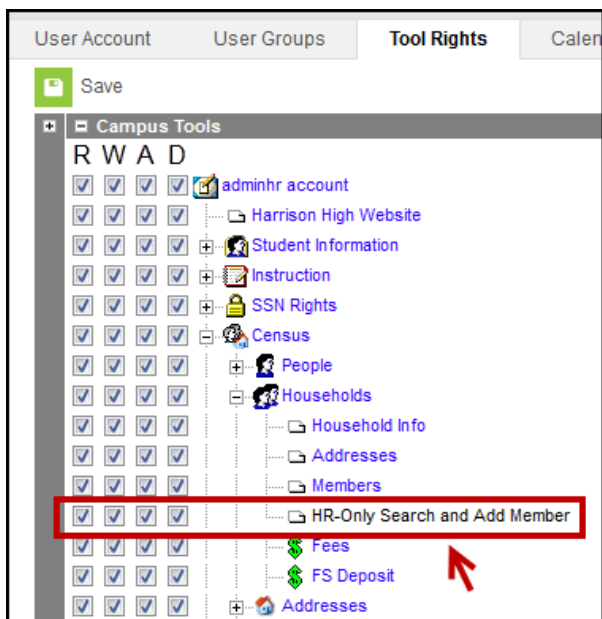 User Account User Groups Tool Rights Calen
Save
Campus Tools
R W A D
adminhr account
Harrison High Website
Student Information
Instruction
SSN Rights
Census
People
Households
Household Info
Addresses
Members
HR-Only Search and Add Member
Fees
FS Deposit
Addresses